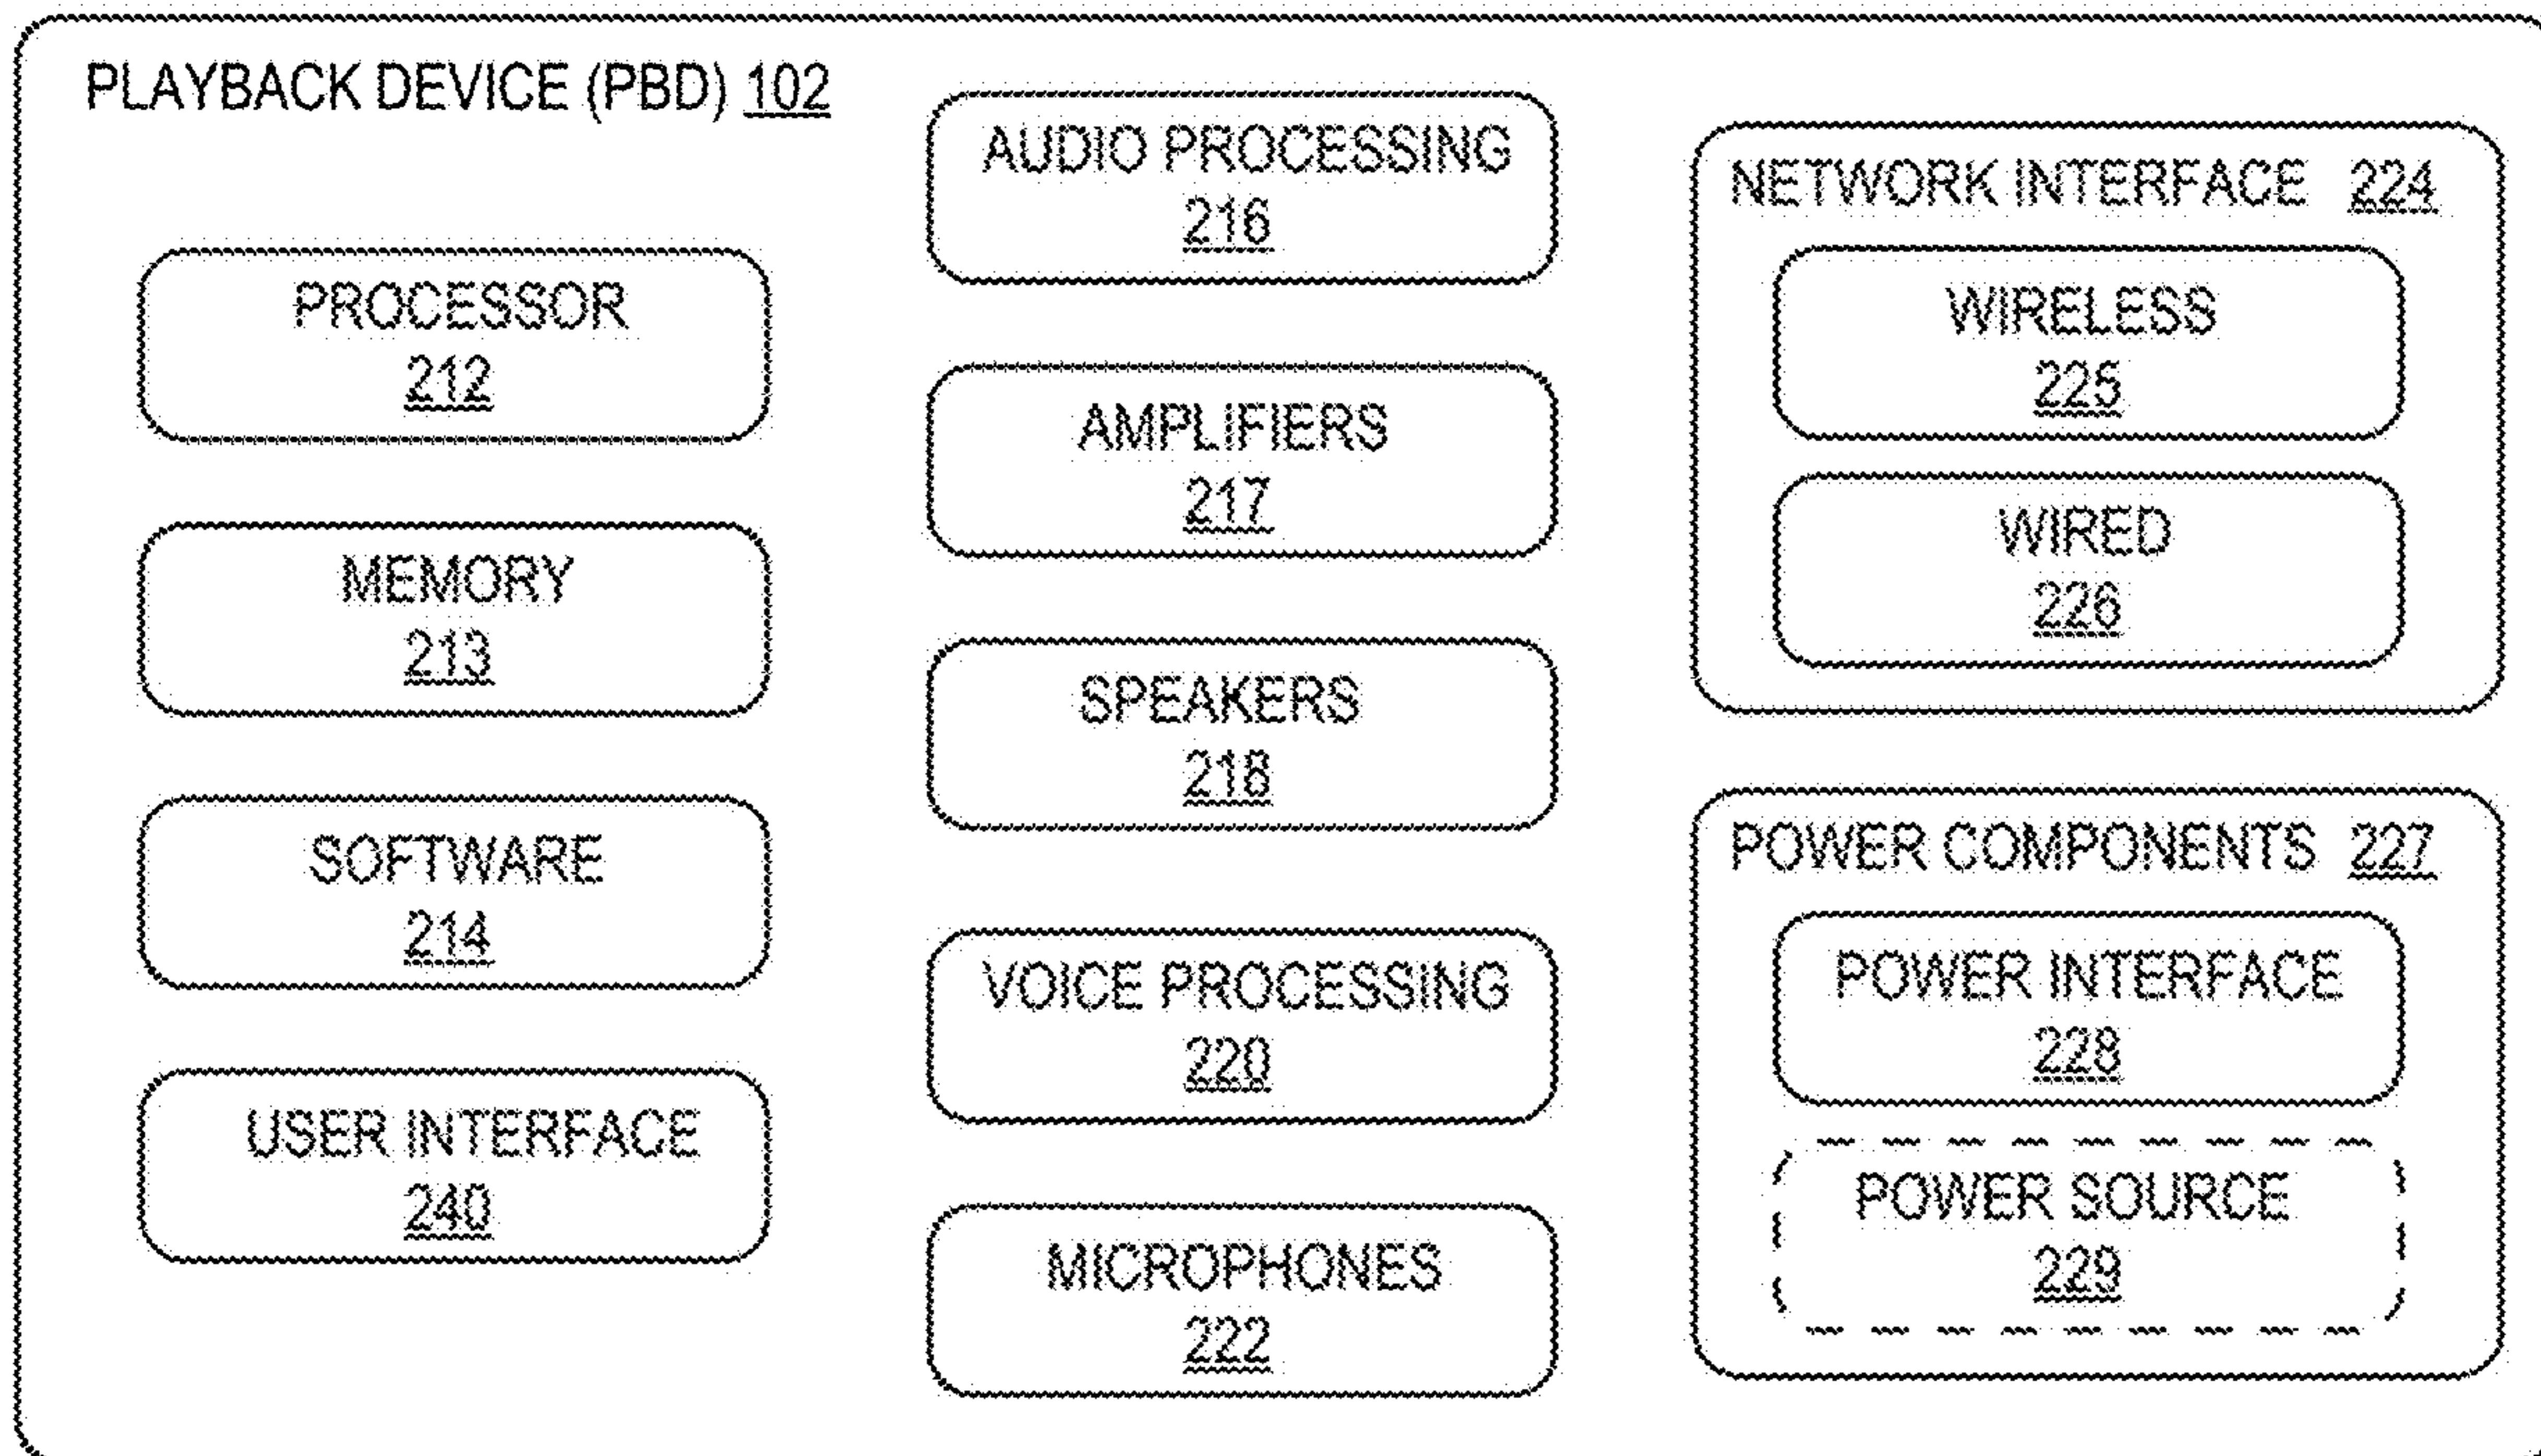 PLAYBACK DEVICE (PBD) 102
PROCESSOR
212
MEMORY
213
SOFTWARE
214
USER INTERFACE
240
AUDIO PROCESSING
216
AMPLIFIERS
217
SPEAKERS
218
VOICE PROCESSING
220
MICROPHONES
222
NETWORK INTERFACE 224
WIRELESS
225
WIRED
226
POWER COMPONENTS 227
POWER INTERFACE
228
POWER SOURCE
229